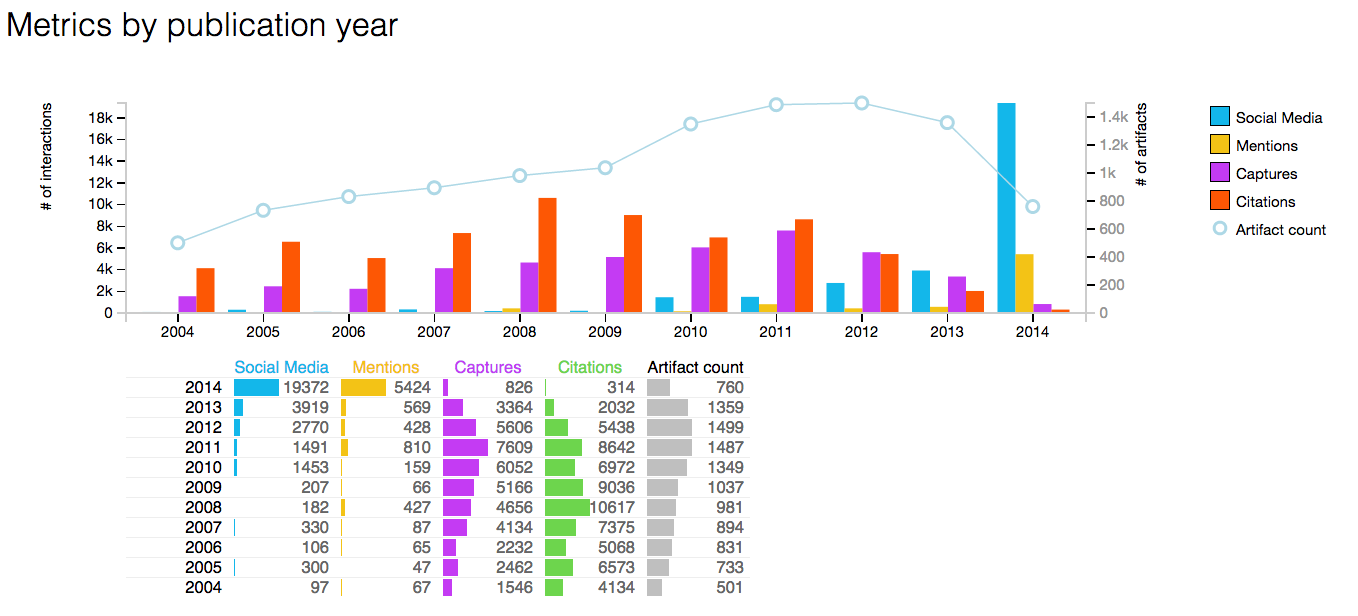 Metrics by publication year
# of interactions
18k
16k
14k
12k
10k
8k
6k
4k
2k
0
2004 2005 2006 2007 2008 2009 2010 2011 2012 2013 2014
1.4k
1.2k
1k
800
600
400
200
0
# of artifacts
Social Media
Mentions
Captures
Citations
Artifact count
Social Media Mentions Captures Citations Artifact count
2014 19372 5424 826 314 760
2013 3919 569 3364 2032 1359
2012 2770 428 5606 5438 1499
2011 1491 810 7609 8642 1487
2010 1453 159 6052 6972 1349
2009 207 66 5166 9036 1037
2008 182 427 4656 10617 981
2007 330 87 4134 7375 894
2006 106 65 2232 5068 831
2005 300 47 2462 6573 733
2004 97 67 1546 4134 501